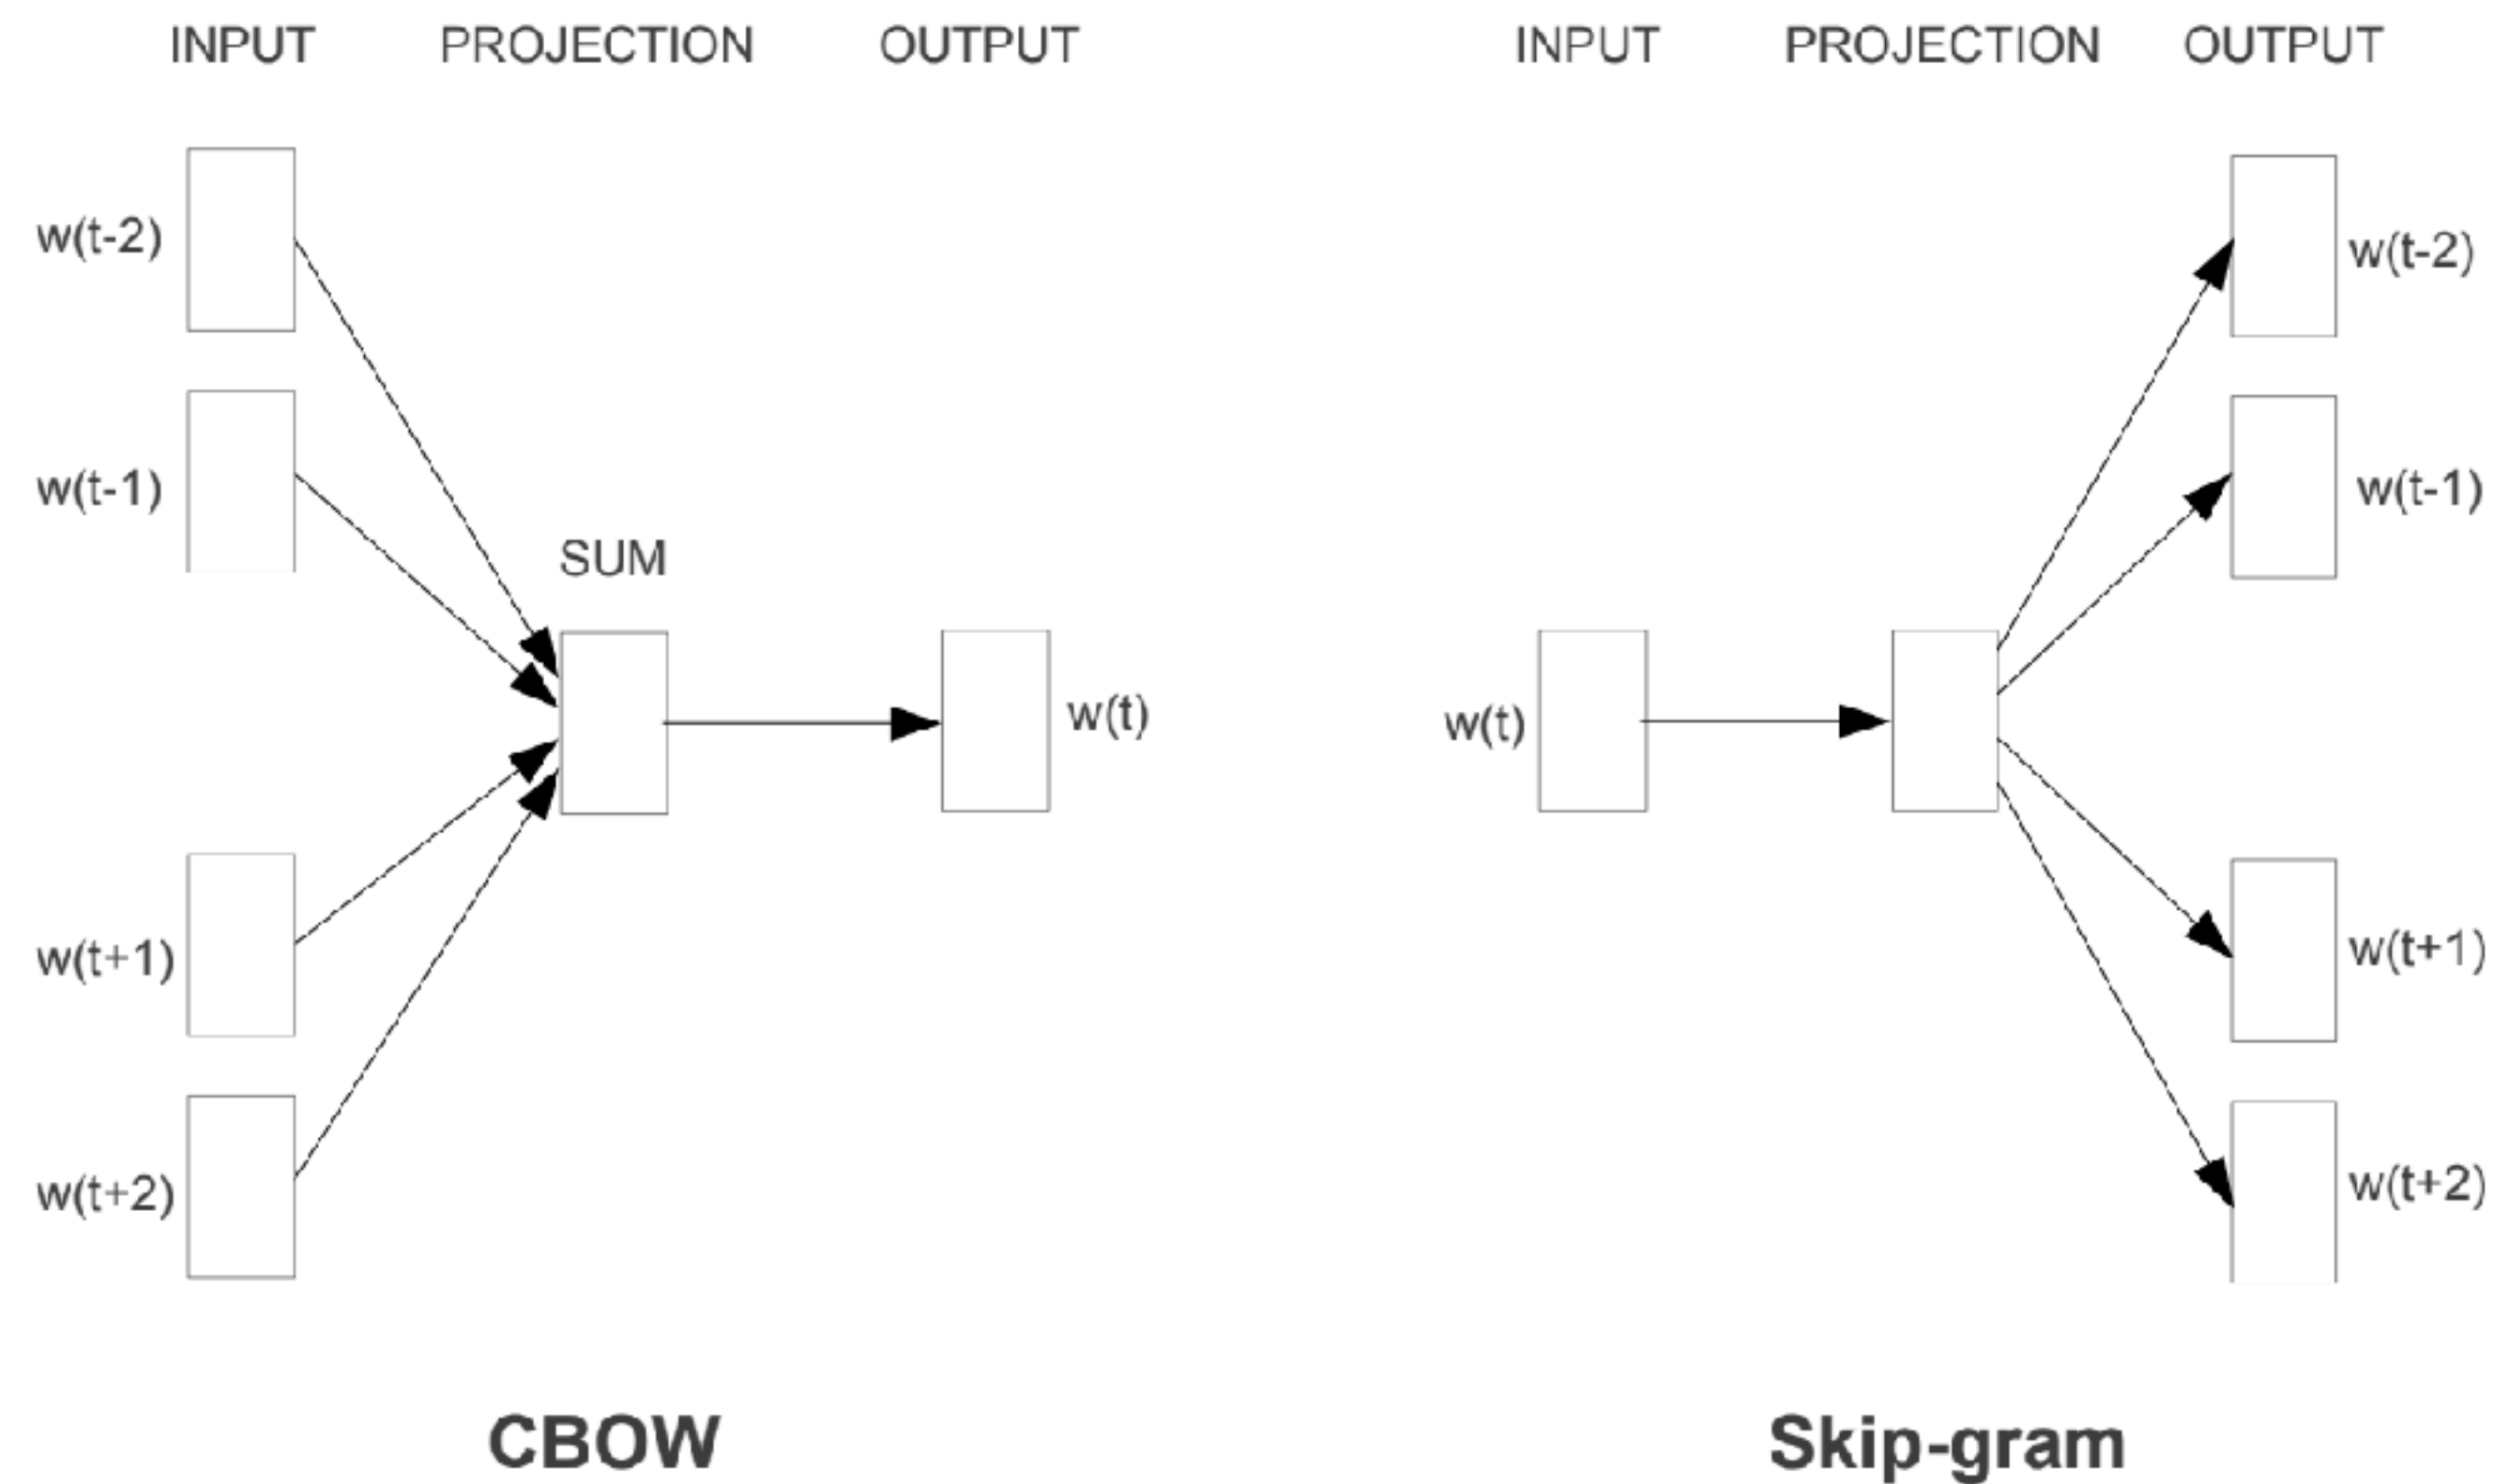 INPUT PROJECTION OUTPUT
w(t-2)
w(t-1)
SUM
w(t)
w(t+1)
w(t+2)
CBOW
INPUT PROJECTION OUTPUT
w(t-2)
w(t-1)
w(t)
w(t+1)
w(t+2)
Skip-gram